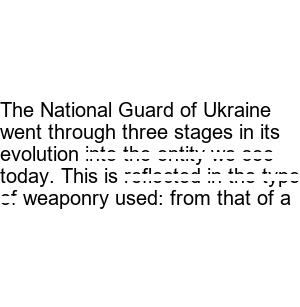 The National Guard of Ukraine
went through three stages in its
evolution into the entity we see
today. This is reflected in the type
of weaponry used: from that of a